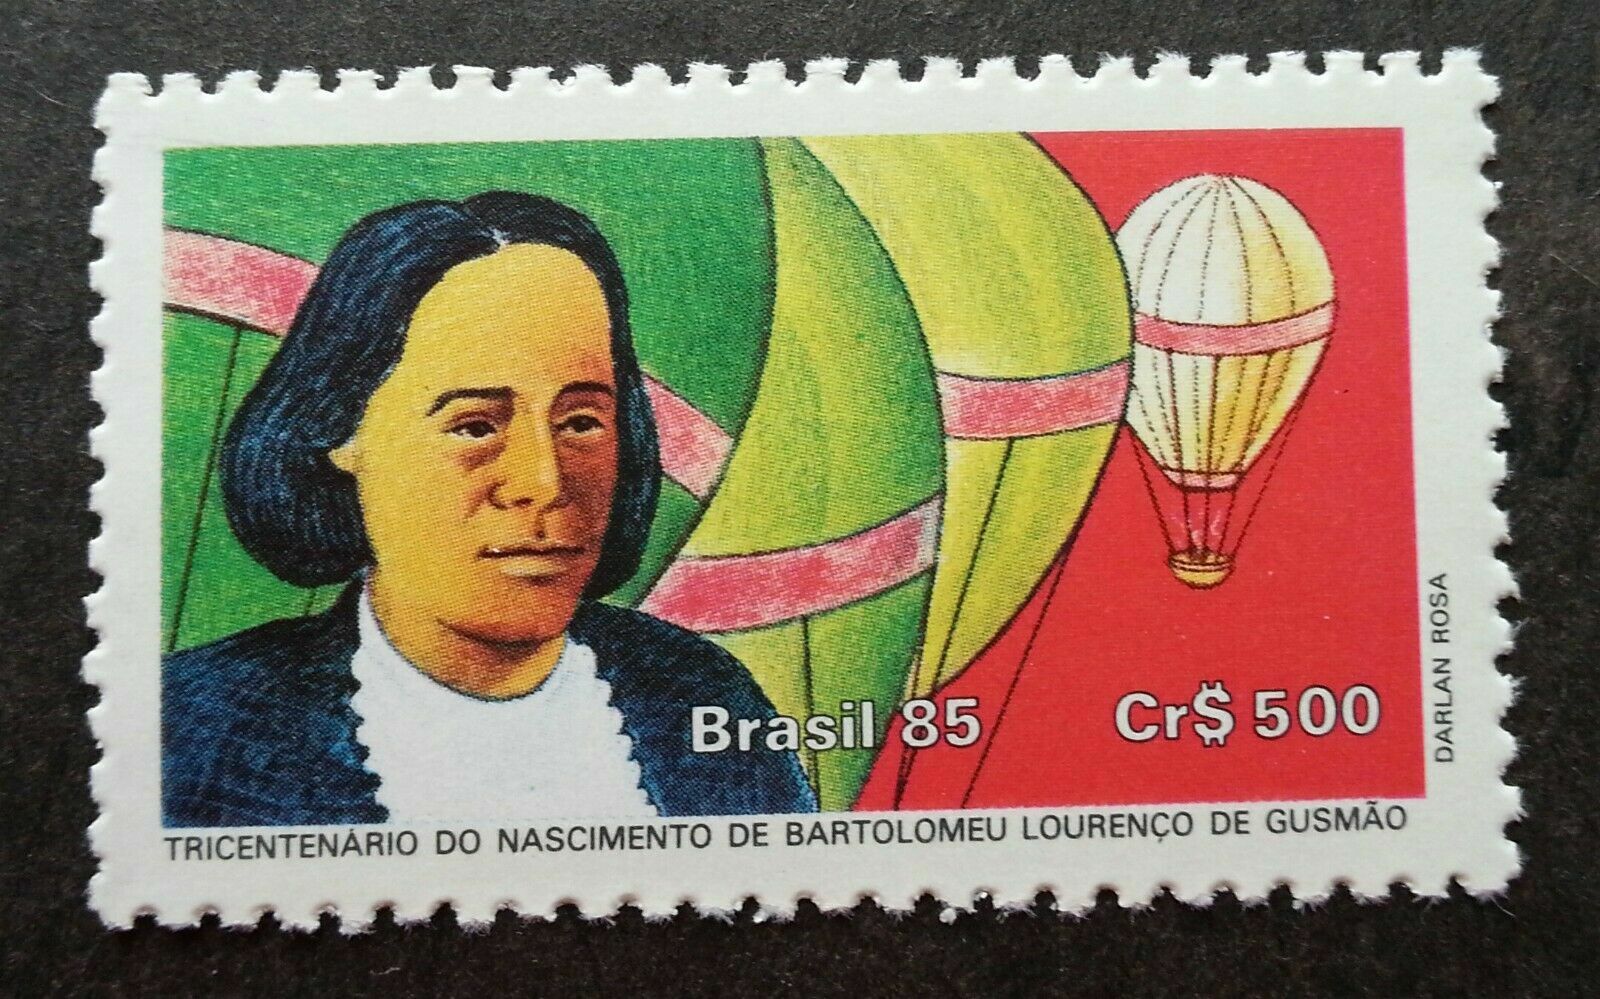 Brasil 85 Cr$ 500
DARLAN ROSA
TRICENTENÁRIO DO NASCIMENTO DE BARTOLOMEU LOURENÇO DE GUSMÃO